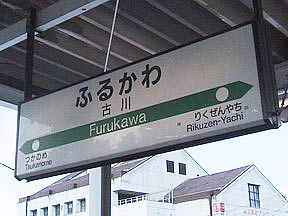 ふるかわ
古川
Furukawa
つかのめ
Tsukanome
りくぜんやち
Rikuzen-Yachi